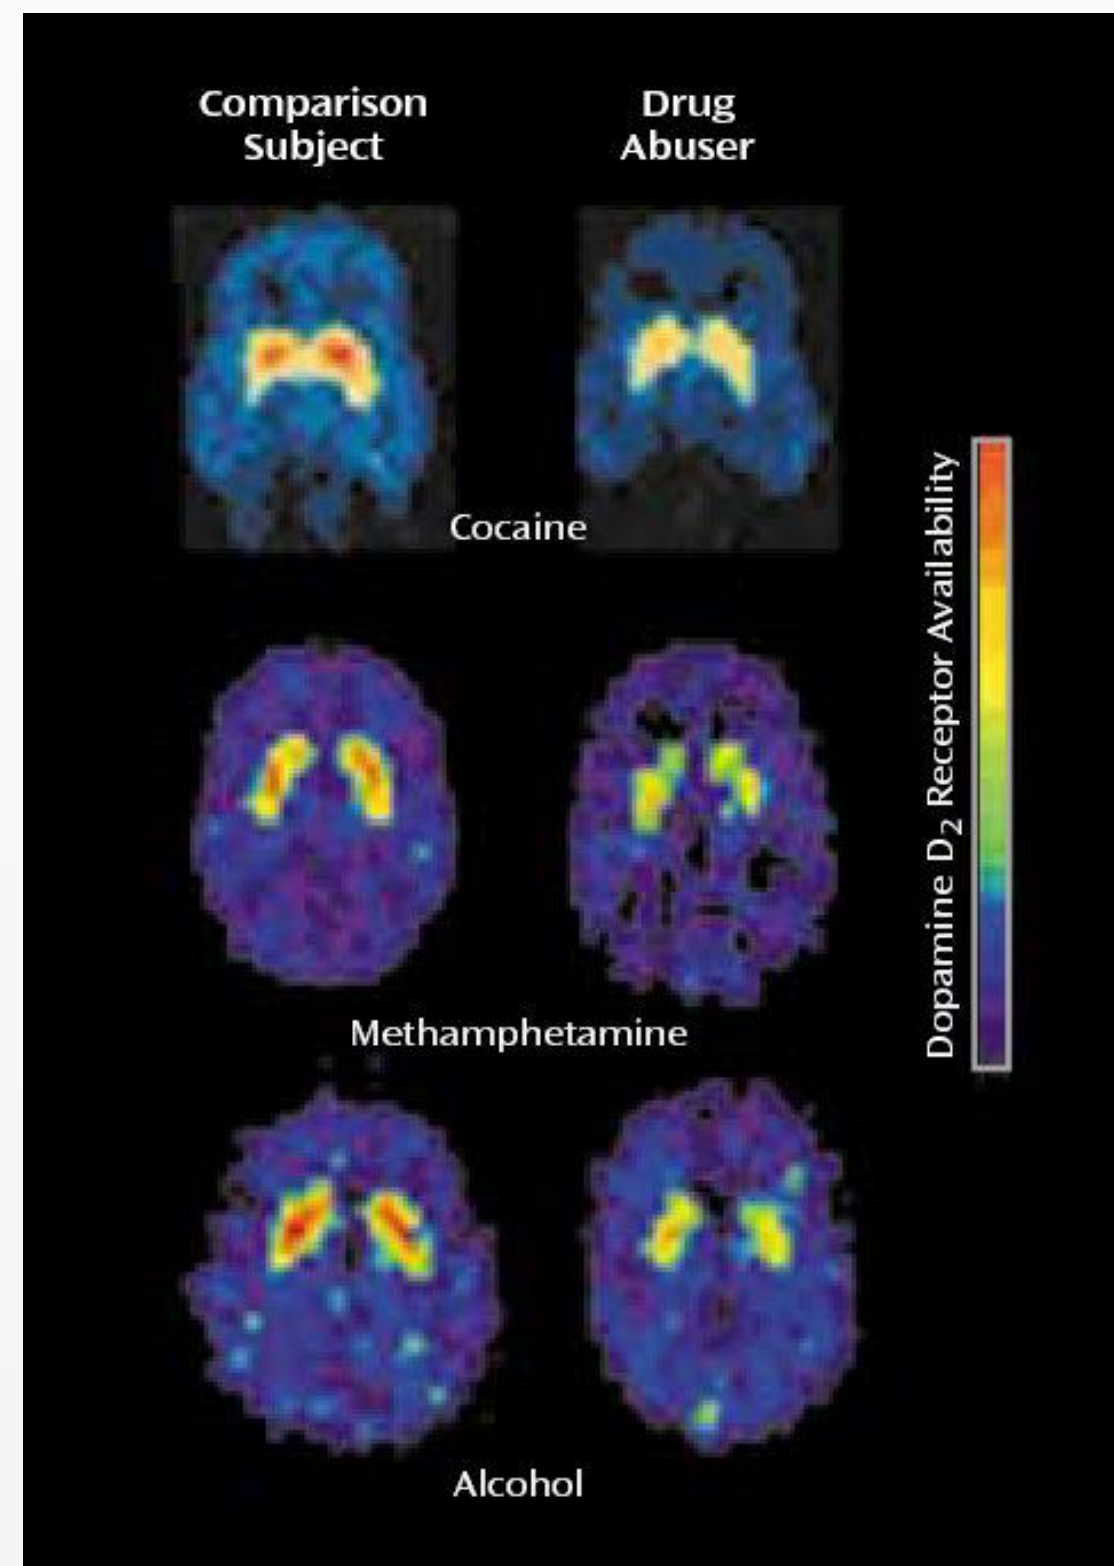 Comparison
Subject
Drug
Abuser
Cocaine
Methamphetamine
Alcohol
Dopamine D₂ Receptor Availability